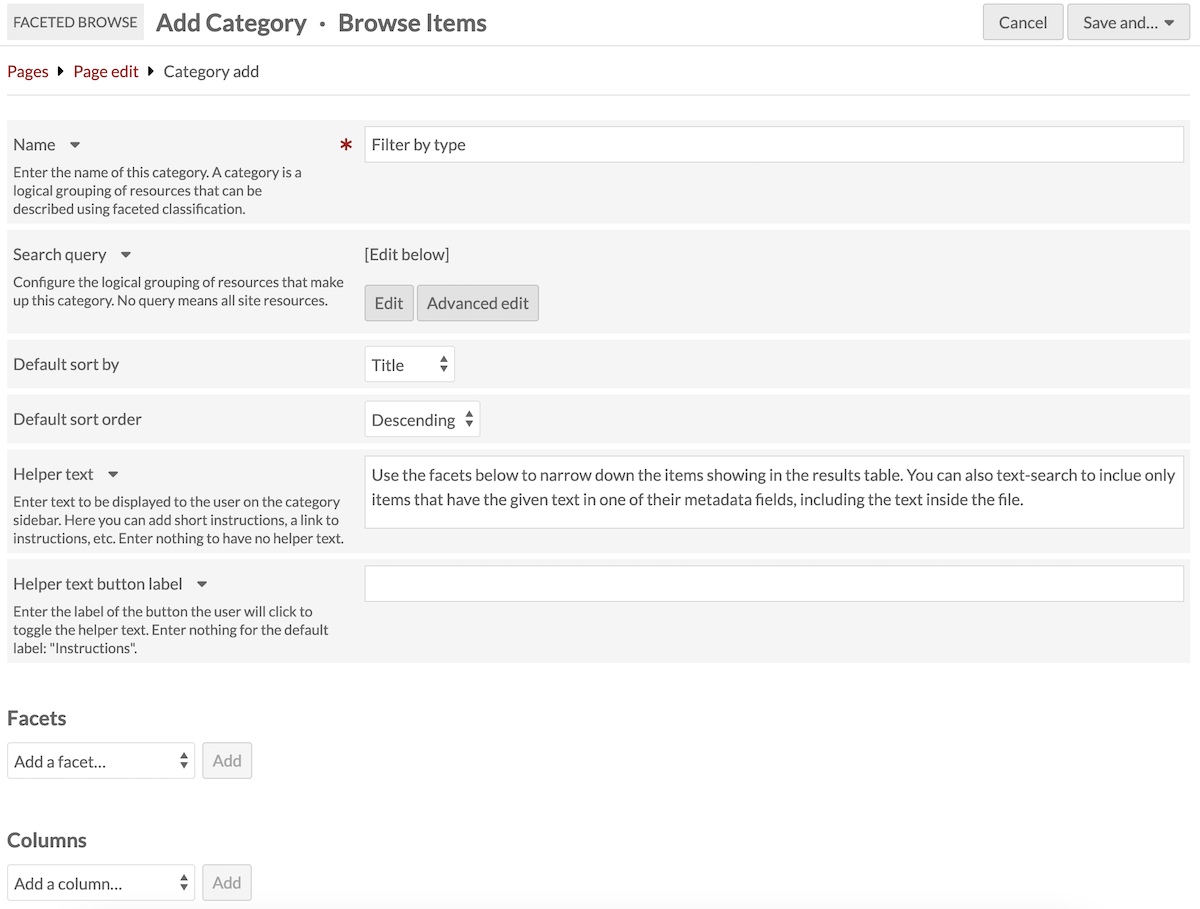 FACETED BROWSE Add Category · Browse Items Cancel Save and...
Pages Page edit Category add
Name * Filter by type
Enter the name of this category. A category is a
logical grouping of resources that can be
described using faceted classification.
Search query [Edit below]
Configure the logical grouping of resources that make
up this category. No query means all site resources.
Edit Advanced edit
Default sort by Title
Default sort order Descending
Helper text
Use the facets below to narrow down the items showing in the results table. You can also text-search to inclue only
items that have the given text in one of their metadata fields, including the text inside the file.
Enter text to be displayed to the user on the category
sidebar. Here you can add short instructions, a link to
instructions, etc. Enter nothing to have no helper text.
Helper text button label
Enter the label of the button the user will click to
toggle the helper text. Enter nothing for the default
label: "Instructions".
Facets
Add a facet... Add
Columns
Add a column... Add